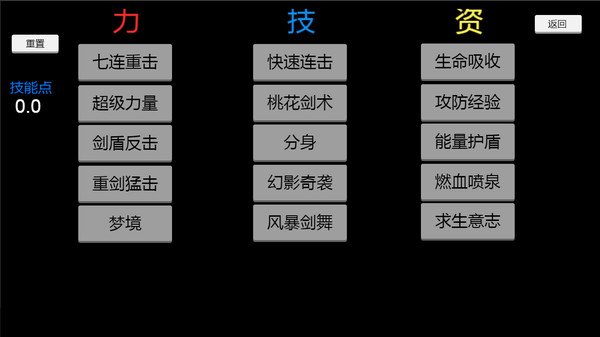 力 技 资
重置
返回
技能点
0.0
七连重击 快速连击 生命吸收
超级力量 桃花剑术 攻防经验
剑盾反击 分身 能量护盾
重剑猛击 幻影奇袭 燃血喷泉
梦境 风暴剑舞 求生意志